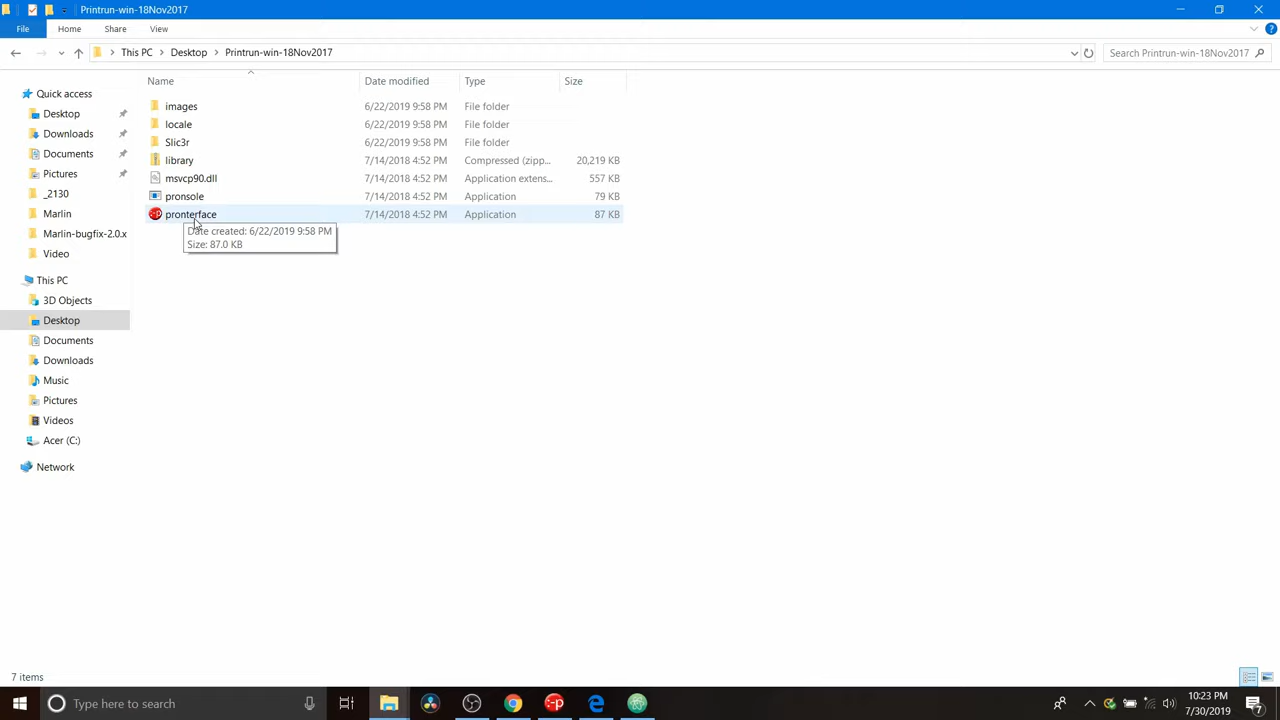 Printrun-win-18Nov2017
File Home Share View
This PC Desktop Printrun-win-18Nov2017 Search Printrun-win-18Nov2017
Name Date modified Type Size
Quick access
Desktop
Downloads
Documents
Pictures
_2130
Marlin
Marlin-bugfix-2.0.x
Video
This PC
3D Objects
Desktop
Documents
Downloads
Music
Pictures
Videos
Acer (C:)
Network
images 6/22/2019 9:58 PM File folder
locale 6/22/2019 9:58 PM File folder
Slic3r 6/22/2019 9:58 PM File folder
library 7/14/2018 4:52 PM Compressed (zipp... 20,219 KB
msvcp90.dll 7/14/2018 4:52 PM Application extens... 557 KB
pronsole 7/14/2018 4:52 PM Application 79 KB
pronterface 7/14/2018 4:52 PM Application 87 KB
Date created: 6/22/2019 9:58 PM
Size: 87.0 KB
7 items
Type here to search
10:23 PM
7/30/2019
7